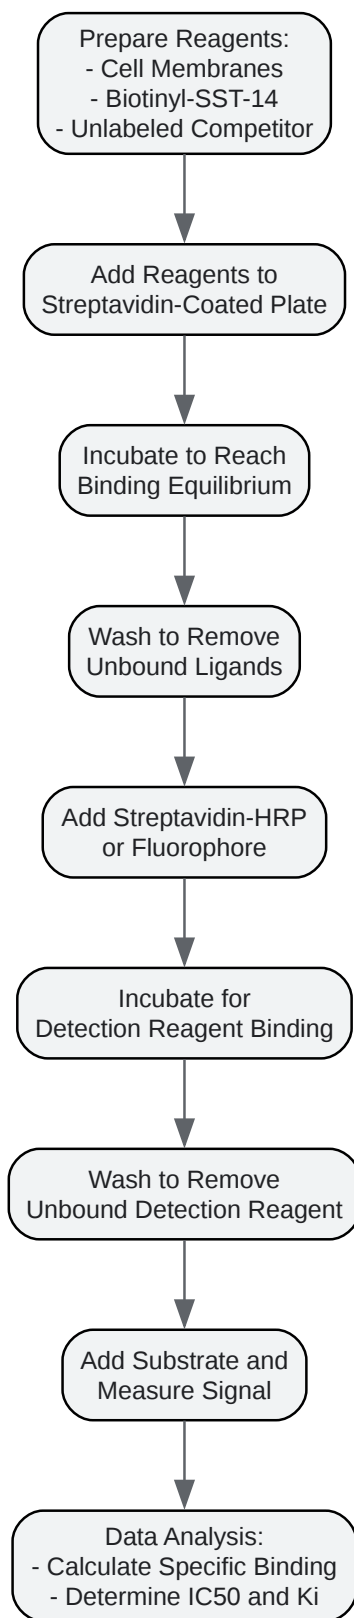 Prepare Reagents:
- Cell Membranes
- Biotinyl-SST-14
- Unlabeled Competitor
Add Reagents to
Streptavidin-Coated Plate
Incubate to Reach
Binding Equilibrium
Wash to Remove
Unbound Ligands
Add Streptavidin-HRP
or Fluorophore
Incubate for
Detection Reagent Binding
Wash to Remove
Unbound Detection Reagent
Add Substrate and
Measure Signal
Data Analysis:
- Calculate Specific Binding
- Determine IC50 and Ki